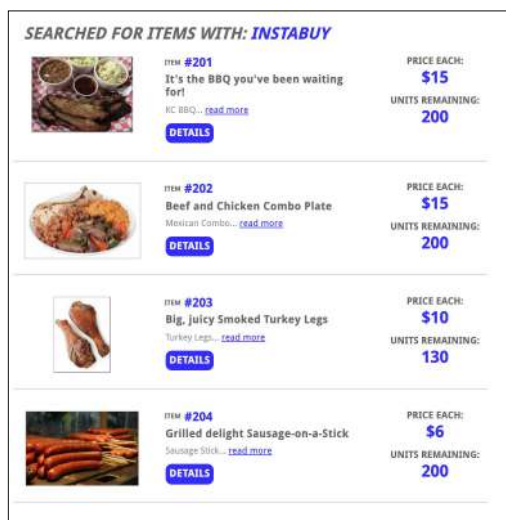 SEARCHED FOR ITEMS WITH: INSTABUY
ITEM #201
It's the BBQ you've been waiting
for!
KC BBQ... read more
DETAILS
PRICE EACH:
$15
UNITS REMAINING:
200
ITEM #202
Beef and Chicken Combo Plate
Mexican Combo... read more
DETAILS
PRICE EACH:
$15
UNITS REMAINING:
200
ITEM #203
Big, juicy Smoked Turkey Legs
Turkey Legs... read more
DETAILS
PRICE EACH:
$10
UNITS REMAINING:
130
ITEM #204
Grilled delight Sausage-on-a-Stick
Sausage Stick... read more
DETAILS
PRICE EACH:
$6
UNITS REMAINING:
200